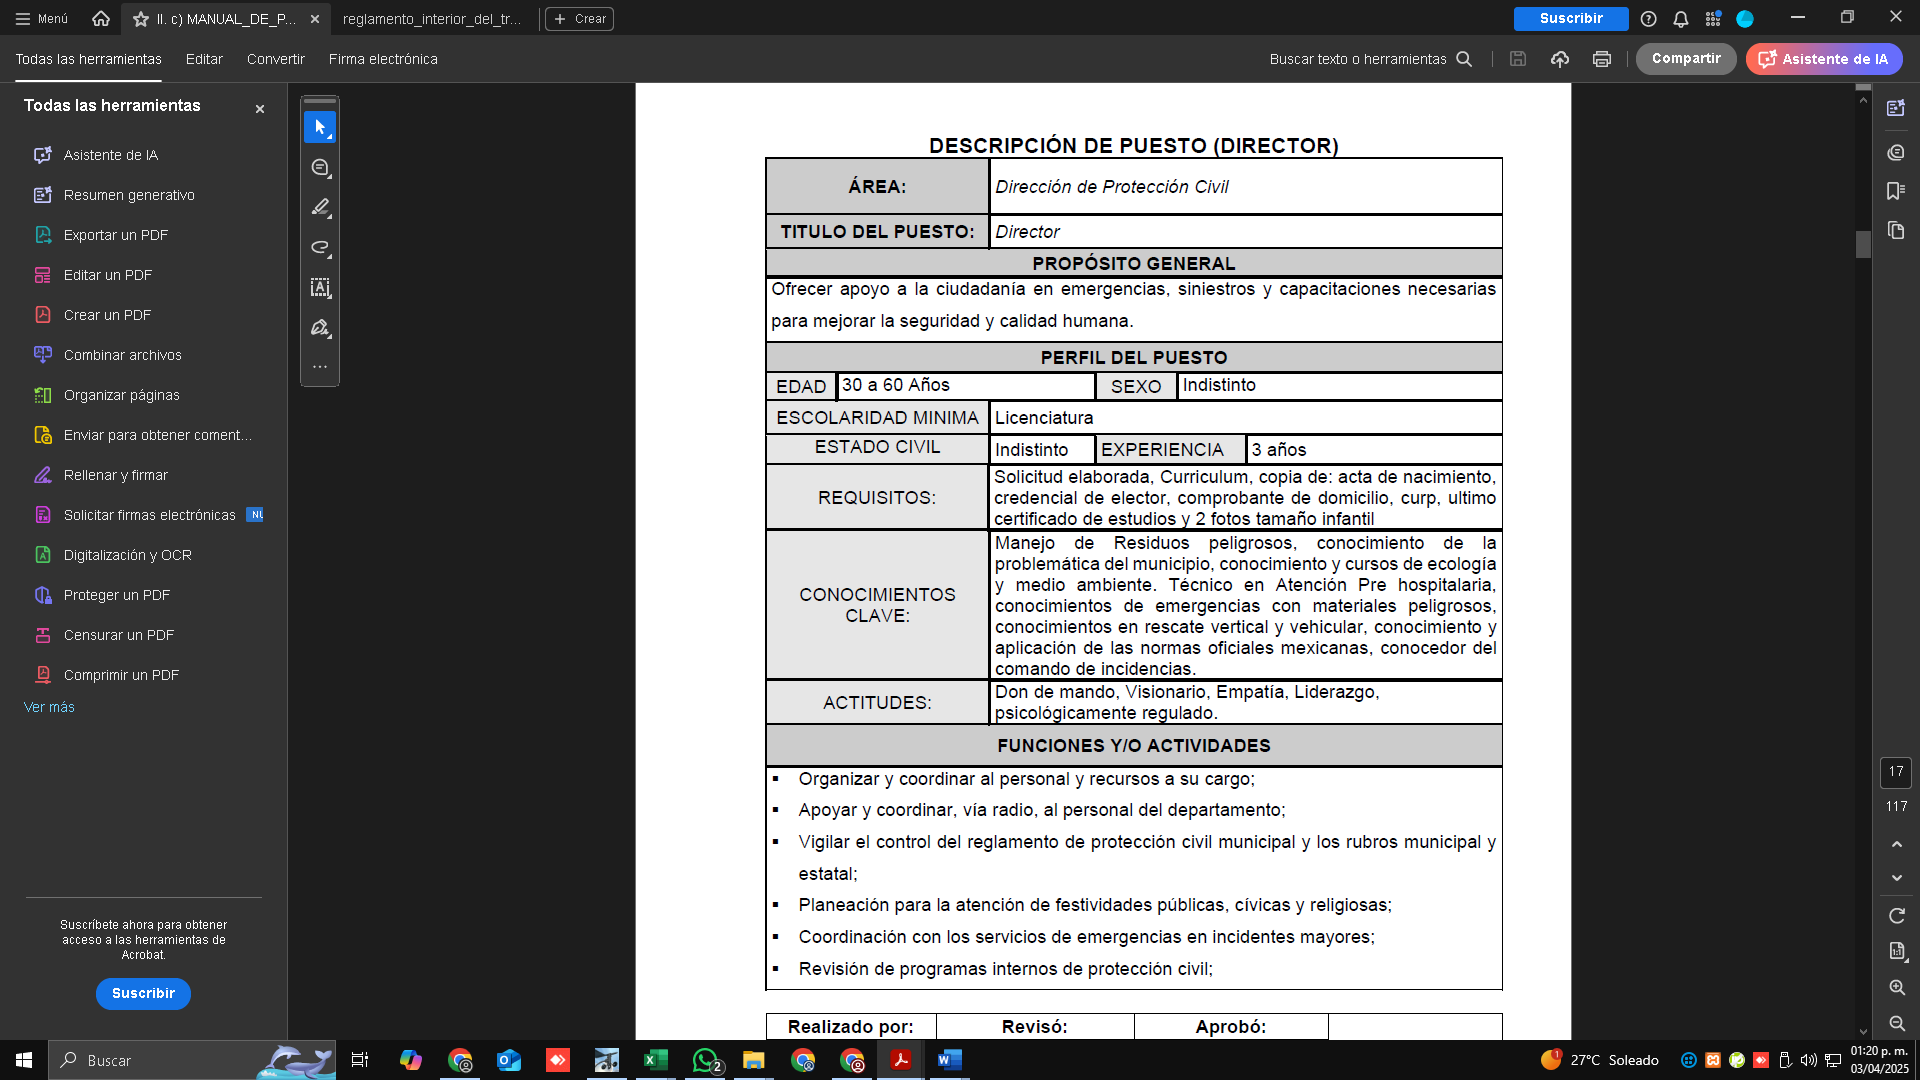 Menú
II. c) MANUAL_DE_P...
reglamento_interior_del_tr...
Crear
Suscribir
Todas las herramientas
Editar
Convertir
Firma electrónica
Buscar texto o herramientas
Compartir
Asistente de IA
Todas las herramientas
Asistente de IA
Resumen generativo
Exportar un PDF
Editar un PDF
Crear un PDF
Combinar archivos
Organizar páginas
Enviar para obtener coment...
Rellenar y firmar
Solicitar firmas electrónicas
Digitalización y OCR
Proteger un PDF
Censurar un PDF
Comprimir un PDF
Ver más
Suscríbete ahora para obtener
acceso a las herramientas de
Acrobat.
Suscribir
DESCRIPCIÓN DE PUESTO (DIRECTOR)
ÁREA: Dirección de Protección Civil
TITULO DEL PUESTO: Director
PROPÓSITO GENERAL
Ofrecer apoyo a la ciudadanía en emergencias, siniestros y capacitaciones necesarias
para mejorar la seguridad y calidad humana.
PERFIL DEL PUESTO
EDAD 30 a 60 Años SEXO Indistinto
ESCOLARIDAD MINIMA Licenciatura
ESTADO CIVIL Indistinto EXPERIENCIA 3 años
REQUISITOS:
Solicitud elaborada, Curriculum, copia de: acta de nacimiento,
credencial de elector, comprobante de domicilio, curp, ultimo
certificado de estudios y 2 fotos tamaño infantil
CONOCIMIENTOS
CLAVE:
Manejo de Residuos peligrosos, conocimiento de la
problemática del municipio, conocimiento y cursos de ecología
y medio ambiente. Técnico en Atención Pre hospitalaria,
conocimientos de emergencias con materiales peligrosos,
conocimientos en rescate vertical y vehicular, conocimiento y
aplicación de las normas oficiales mexicanas, conocedor del
comando de incidencias.
ACTITUDES:
Don de mando, Visionario, Empatía, Liderazgo,
psicológicamente regulado.
FUNCIONES Y/O ACTIVIDADES
▪ Organizar y coordinar al personal y recursos a su cargo;
▪ Apoyar y coordinar, vía radio, al personal del departamento;
▪ Vigilar el control del reglamento de protección civil municipal y los rubros municipal y
estatal;
▪ Planeación para la atención de festividades públicas, cívicas y religiosas;
▪ Coordinación con los servicios de emergencias en incidentes mayores;
▪ Revisión de programas internos de protección civil;
Realizado por: Revisó: Aprobó:
17
117
Buscar
2
1
27°C Soleado
01:20 p. m.
03/04/2025